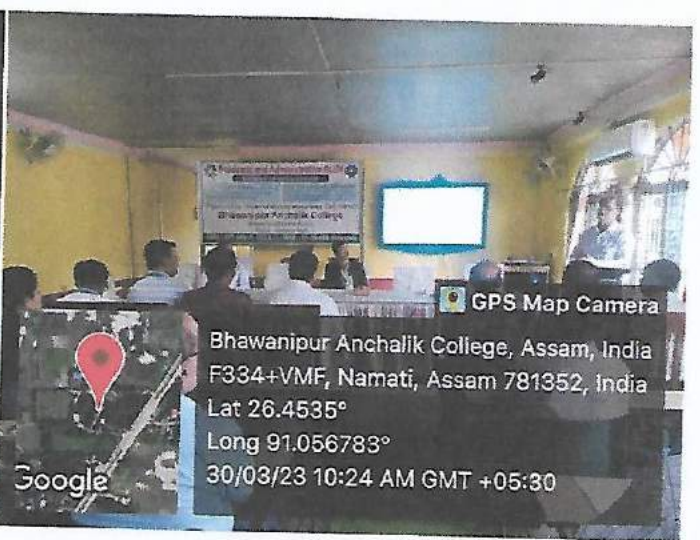 Bhawanipur Anchalik College
GPS Map Camera
Bhawanipur Anchalik College, Assam, India
F334+VMF, Namati, Assam 781352, India
Lat 26.4535°
Long 91.056783°
30/03/23 10:24 AM GMT +05:30
Google